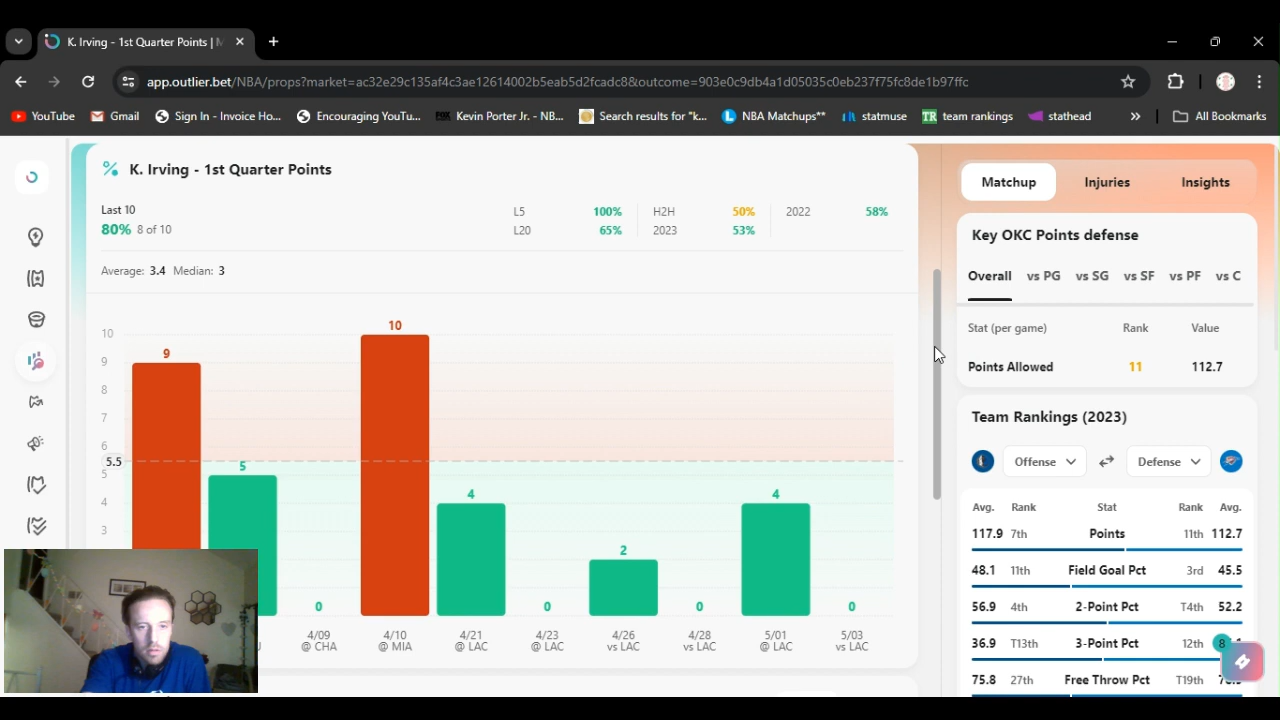 K. Irving - 1st Quarter Points | M
app.outlier.bet/NBA/props?market=ac32e29c135af4c3ae12614002b5eab5d2fcadc8&outcome=903e0c9db4a1d05035c0eb237f75fc8de1b97ffc
YouTube Gmail Sign In - Invoice Ho... Encouraging YouTu... Kevin Porter Jr. - NB... Search results for "k... NBA Matchups** statmuse team rankings stathead » All Bookmarks
K. Irving - 1st Quarter Points
Last 10
80% 8 of 10
L5 100% H2H 50% 2022 58%
L20 65% 2023 53%
Average: 3.4 Median: 3
10
9
8
7
6
5.5
5
4
3
9
5
0
10
4
0
2
0
4
0
4/09 4/10 4/21 4/23 4/26 4/28 5/01 5/03
@ CHA @ MIA @ LAC @ LAC vs LAC vs LAC @ LAC vs LAC
Matchup Injuries Insights
Key OKC Points defense
Overall vs PG vs SG vs SF vs PF vs C
Stat (per game) Rank Value
Points Allowed 11 112.7
Team Rankings (2023)
Offense Defense
Avg. Rank Stat Rank Avg.
117.9 7th Points 11th 112.7
48.1 11th Field Goal Pct 3rd 45.5
56.9 4th 2-Point Pct T4th 52.2
36.9 T13th 3-Point Pct 12th
75.8 27th Free Throw Pct T19th